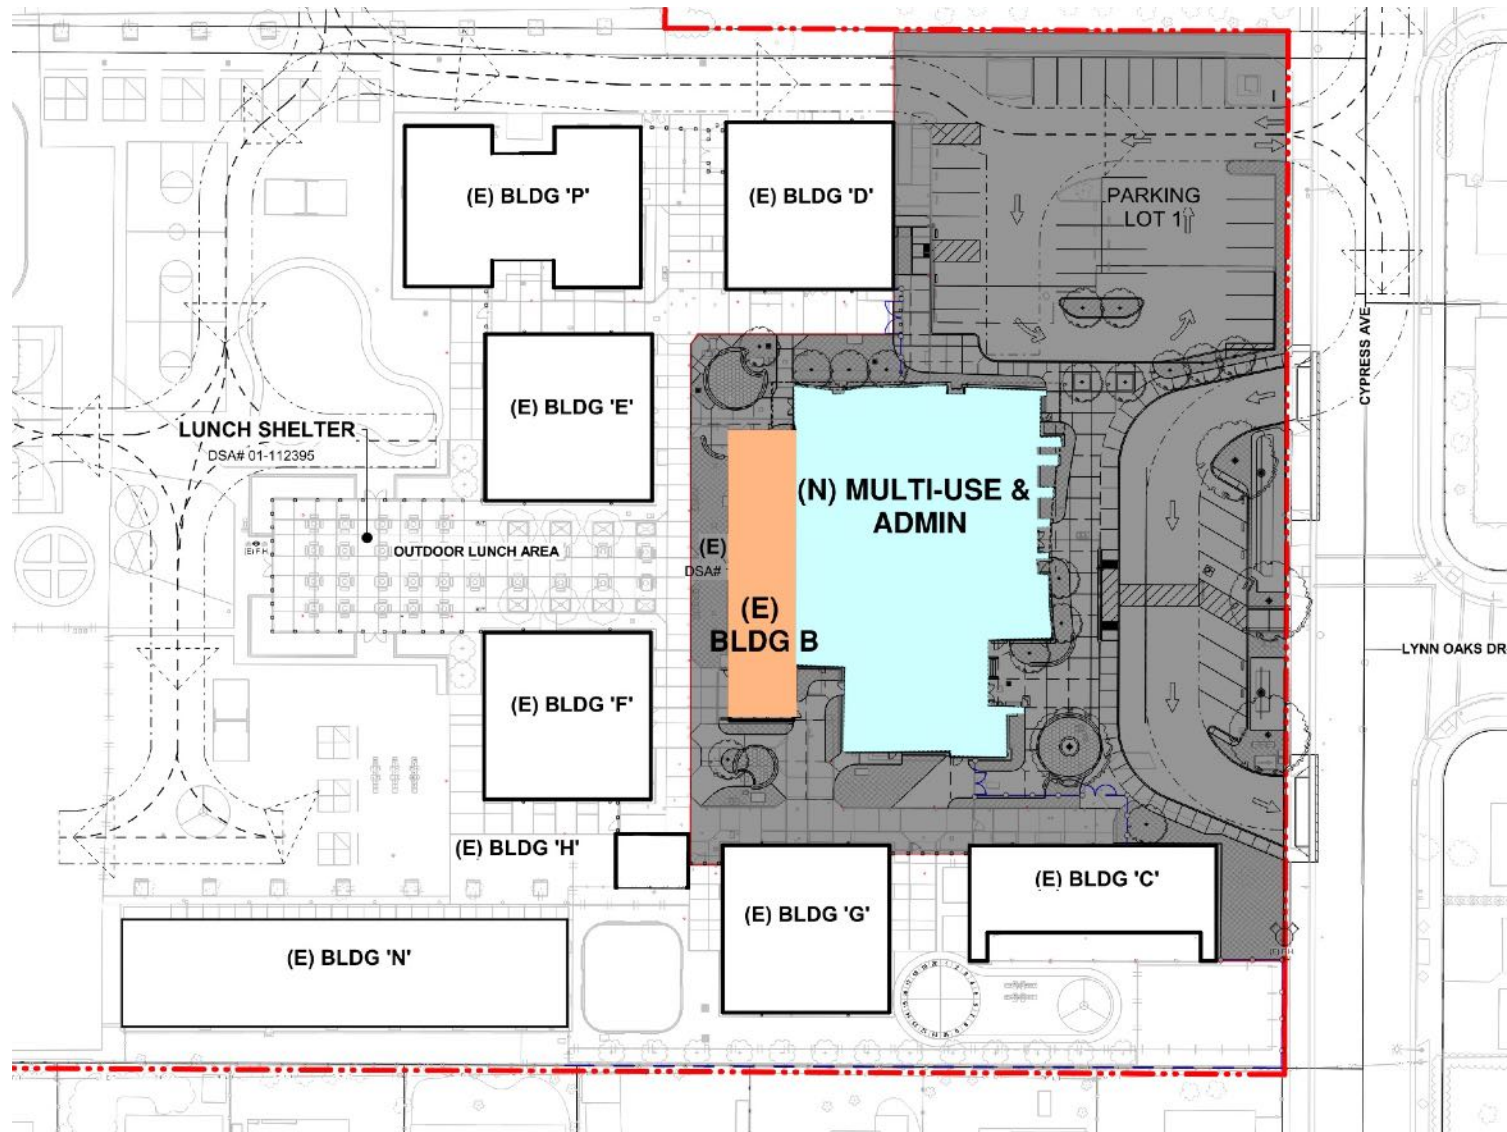 (E) BLDG 'P'
(E) BLDG 'D'
PARKING
LOT 1
CYPRESS AVE
(E) BLDG 'E'
LUNCH SHELTER
DSA# 01-112395
(N) MULTI-USE &
ADMIN
OUTDOOR LUNCH AREA
(E)
DSA#
(E)
BLDG B
LYNN OAKS DR
(E) BLDG 'F'
(E) BLDG 'H'
(E) BLDG 'C'
(E) BLDG 'G'
(E) BLDG 'N'